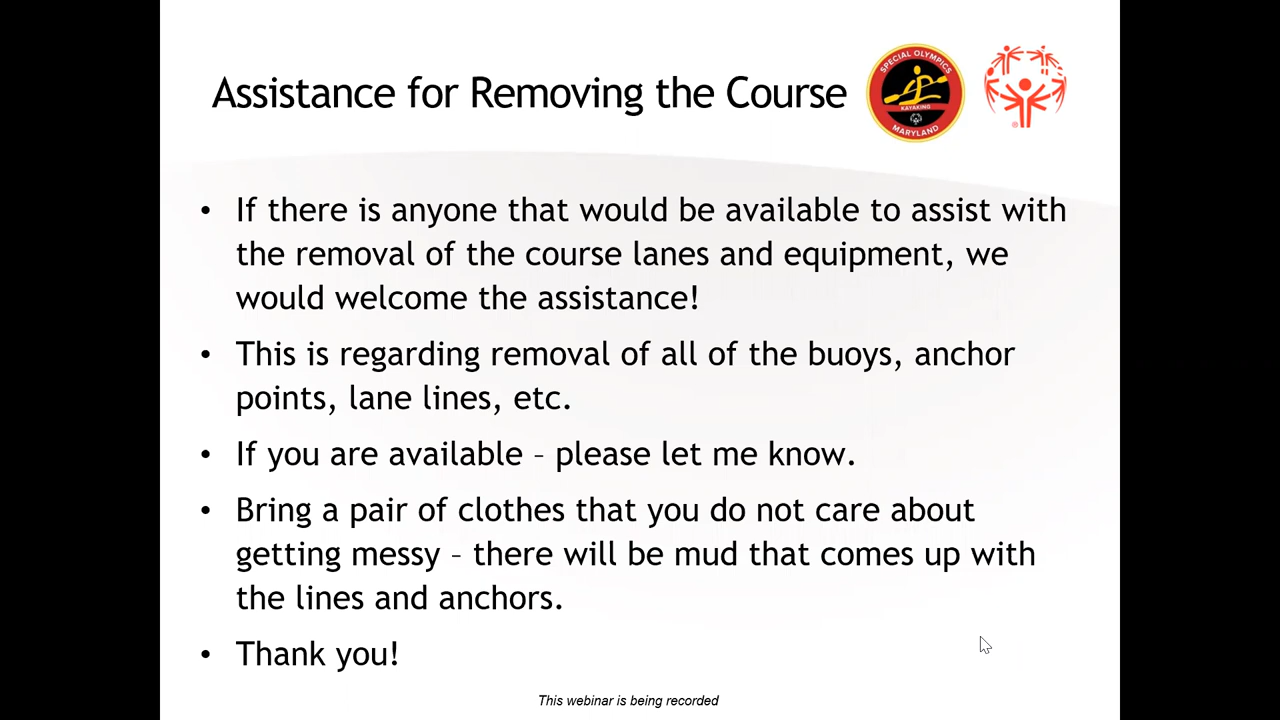 Assistance for Removing the Course
SPECIAL OLYMPICS
KAYAKING
MARYLAND
®
• If there is anyone that would be available to assist with
the removal of the course lanes and equipment, we
would welcome the assistance!
• This is regarding removal of all of the buoys, anchor
points, lane lines, etc.
• If you are available – please let me know.
• Bring a pair of clothes that you do not care about
getting messy – there will be mud that comes up with
the lines and anchors.
• Thank you!
This webinar is being recorded